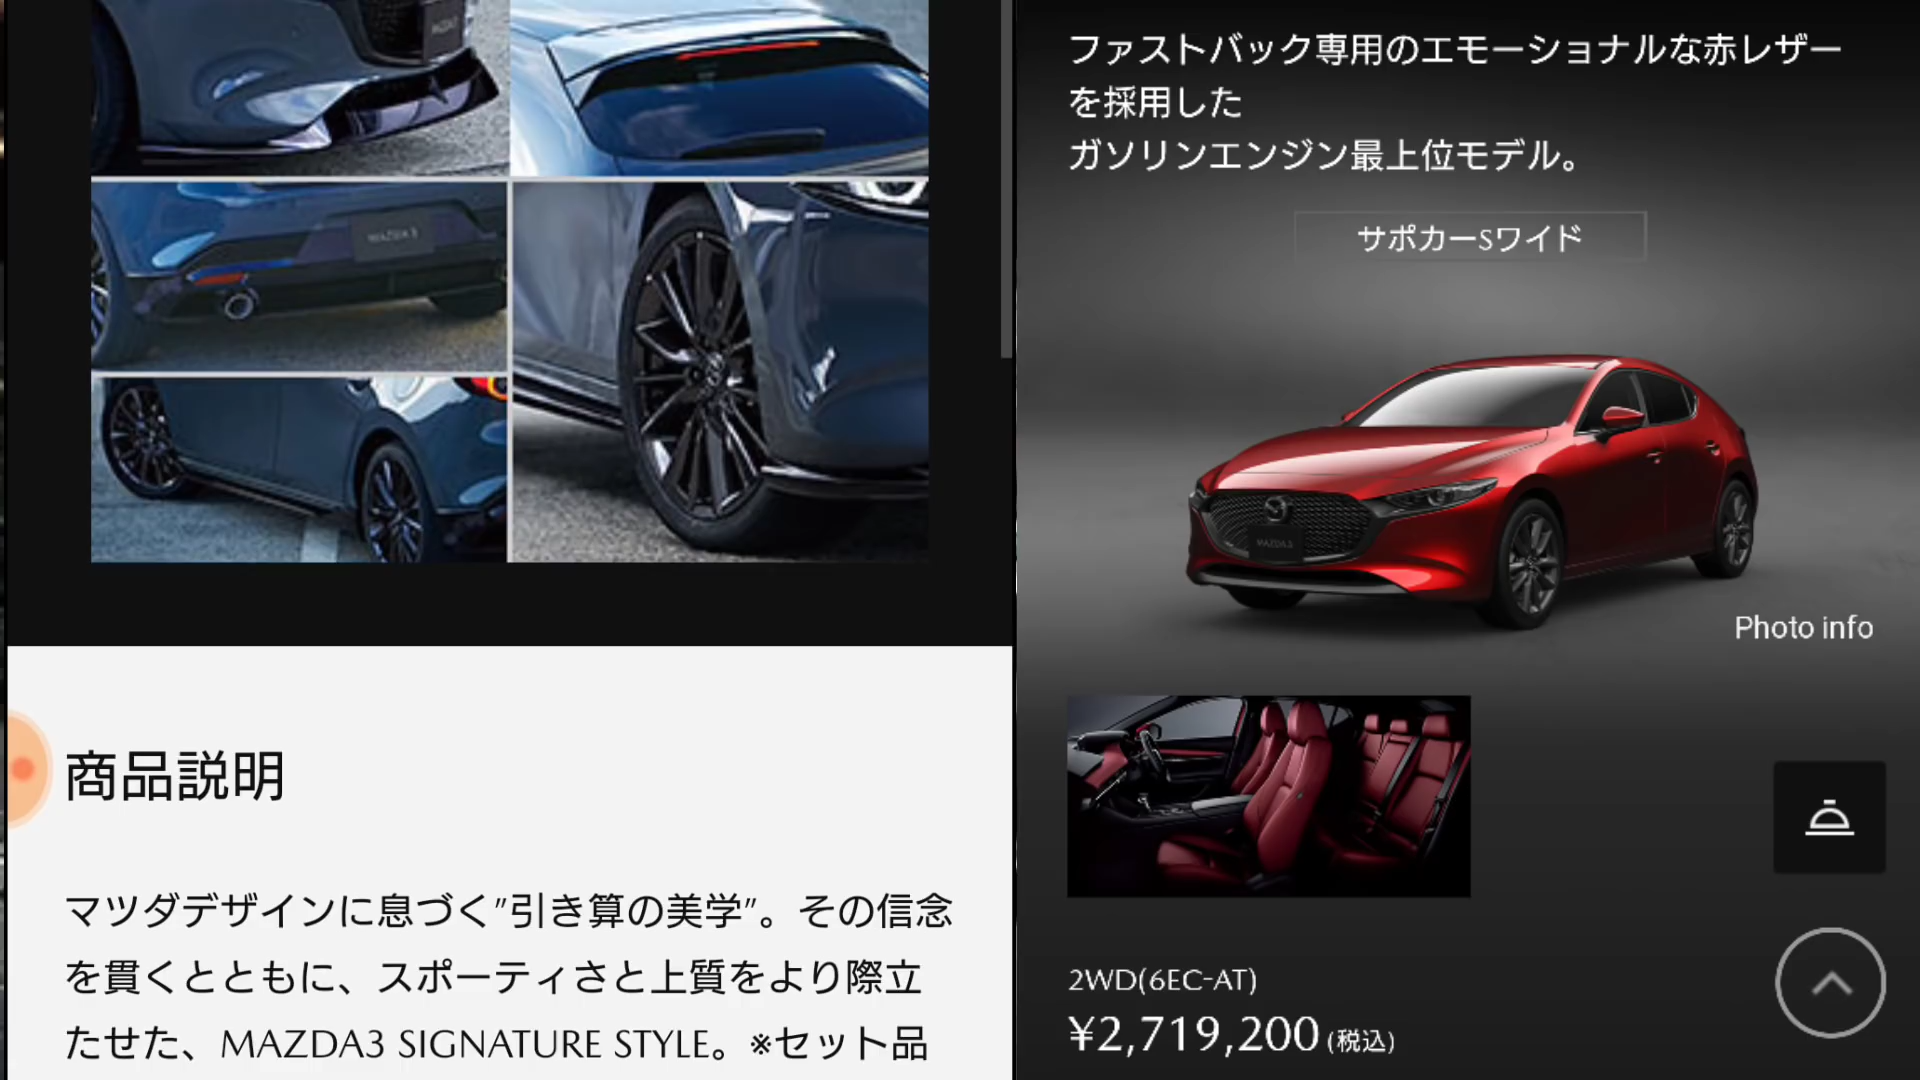 商品説明
マツダデザインに息づく"引き算の美学"。その信念
を貫くとともに、スポーティさと上質をより際立
たせた、MAZDA3 SIGNATURE STYLE。※セット品
ファストバック専用のエモーショナルな赤レザー
を採用した
ガソリンエンジン最上位モデル。
サポカーSワイド
MAZDA3
Photo info
2WD(6EC-AT)
¥2,719,200(税込)
MAZDA3